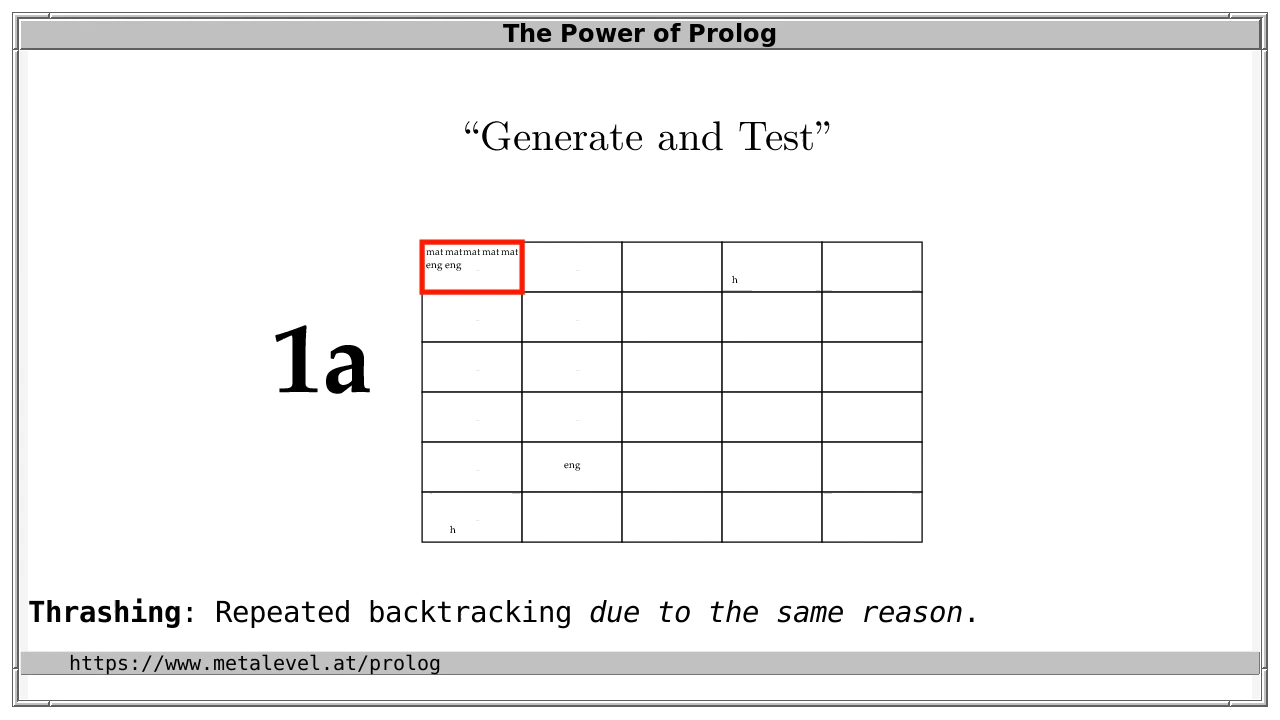 The Power of Prolog
“Generate and Test”
mat mat mat mat mat
eng eng
h
1a
eng
h
Thrashing: Repeated backtracking due to the same reason.
https://www.metalevel.at/prolog